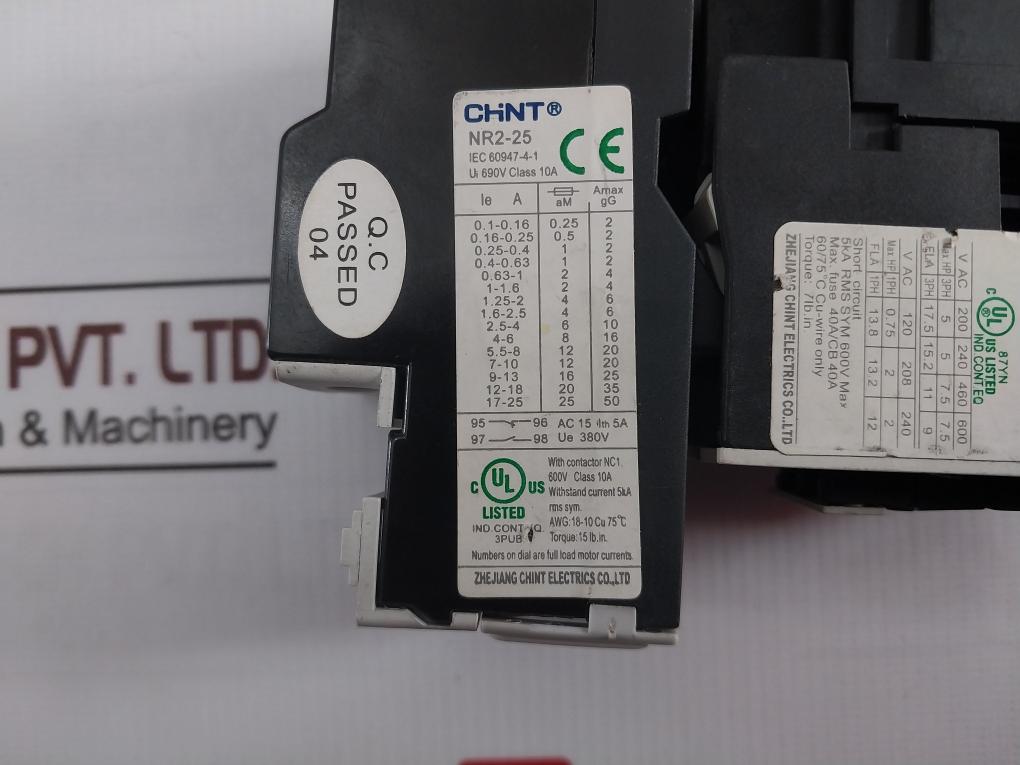 PVT. LTD.
& Machinery
Q.C
PASSED
04
CHNT®
NR2-25
IEC 60947-4-1
Ui 690V Class 10A
CE
Ie A aM Amax gG
0.1-0.16 0.25 2
0.16-0.25 0.5 2
0.25-0.4 1 2
0.4-0.63 1 2
0.63-1 2 4
1-1.6 2 4
1.25-2 4 6
1.6-2.5 4 6
2.5-4 6 10
4-6 8 16
5.5-8 12 20
7-10 12 20
9-13 16 25
12-18 20 35
17-25 25 50
95 96 AC 15 Ith 5A
97 98 Ue 380V
With contactor NC1
600V Class 10A
Withstand current 5kA
rms sym.
AWG:18-10 Cu 75°C
Torque:15 lb.in.
C UL US
LISTED
IND.CONT. Q.
3PUB
Numbers on dial are full load motor currents.
ZHEJIANG CHINT ELECTRICS CO.,LTD
87YN
C UL® US LISTED
IND.CONT.EQ
V AC 200 240 460 600
Max.HP 3PH 5 5 7.5 7.5
FLA 3PH 17.5 15.2 11 9
V AC 120 208 240
Max.HP 1PH 0.75 2 2
FLA 1PH 13.8 13.2 12
Short circuit
5kA RMS SYM 600V Max
Max. fuse 40A/CB 40A
60/75°C Cu-wire only
Torque: 7lb.in
ZHEJIANG CHINT ELECTRICS CO.,LTD